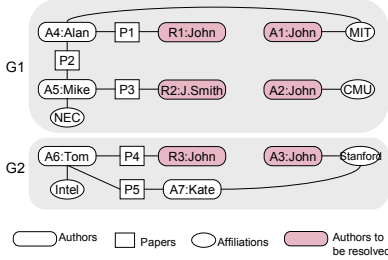 A4:Alan P1 R1:John A1:John MIT
G1
P2
A5:Mike P3 R2:J.Smith A2:John CMU
NEC
A6:Tom P4 R3:John A3:John Stanford
G2
Intel P5 A7:Kate
Authors Papers Affiliations Authors to
be resolved